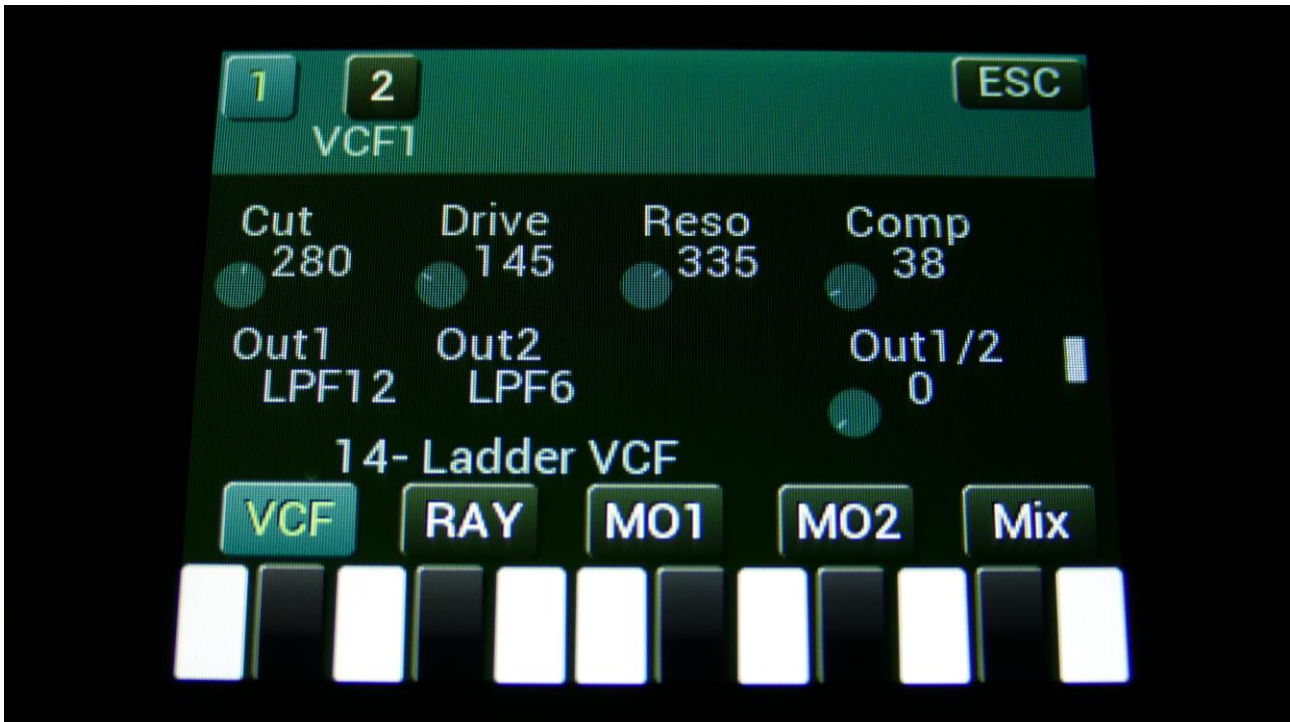 1 2 ESC
VCF1
Cut Drive Reso Comp
280 145 335 38
Out1 Out2 Out1/2
LPF12 LPF6 0
14- Ladder VCF
VCF RAY MO1 MO2 Mix